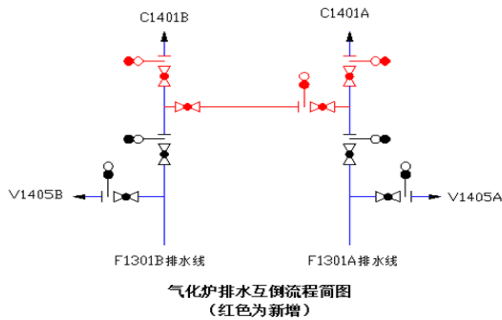 C1401B
C1401A
V1405B
V1405A
F1301B排水线
F1301A排水线
气化炉排水互倒流程简图
（红色为新增）